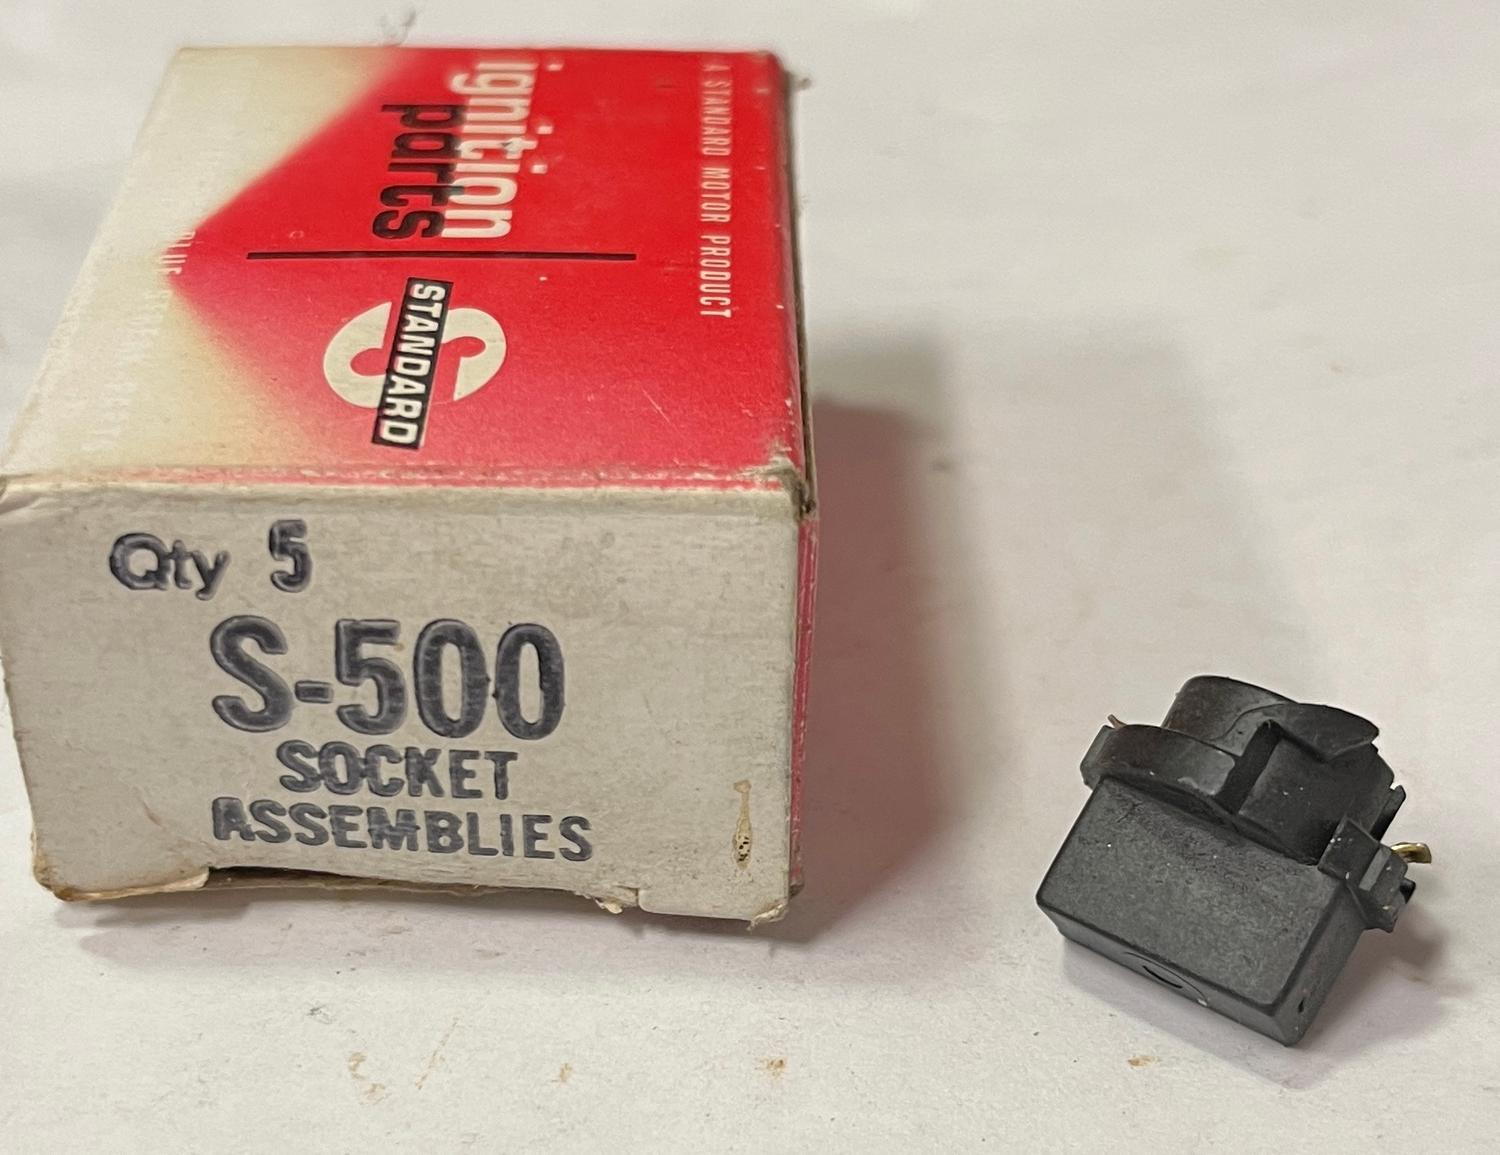 ignition
parts
STANDARD
A STANDARD MOTOR PRODUCT
Qty 5
S-500
SOCKET
ASSEMBLIES